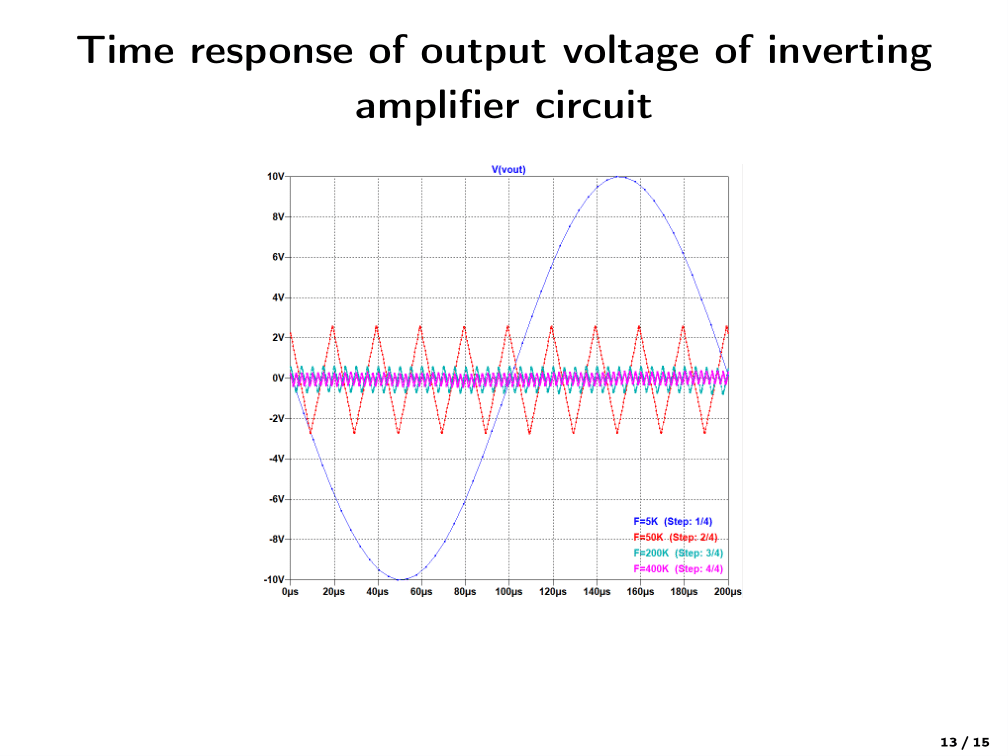 Time response of output voltage of inverting
amplifier circuit
V(vout)
10V
8V
6V
4V
2V
0V
-2V
-4V
-6V
-8V
-10V
F=5K (Step: 1/4)
F=50K (Step: 2/4)
F=200K (Step: 3/4)
F=400K (Step: 4/4)
0µs 20µs 40µs 60µs 80µs 100µs 120µs 140µs 160µs 180µs 200µs
13 / 15